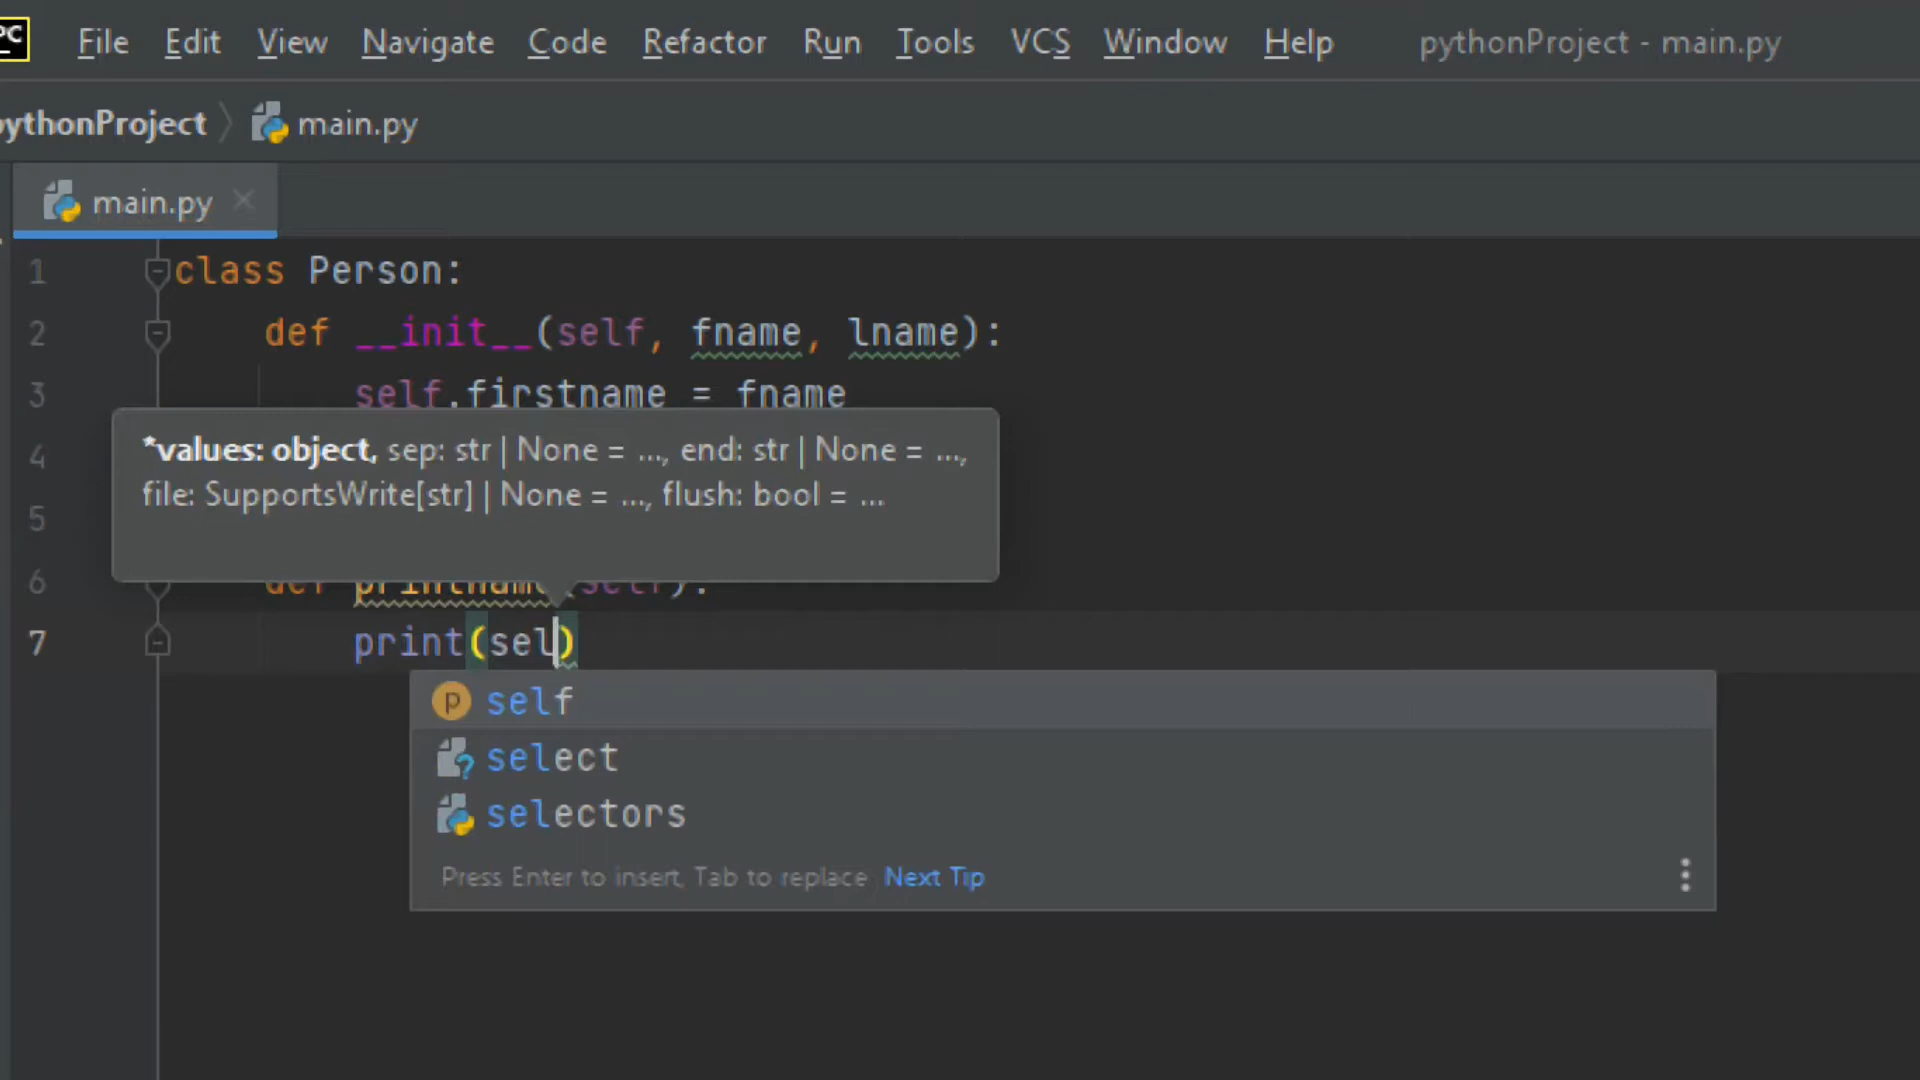 PC File Edit View Navigate Code Refactor Run Tools VCS Window Help pythonProject - main.py
ythonProject main.py
main.py
1 class Person:
2 def __init__(self, fname, lname):
3 self.firstname = fname
4 *values: object, sep: str | None = ..., end: str | None = ...,
file: SupportsWrite[str] | None = ..., flush: bool = ...
5
6 def printname(self):
7 print(sel)
p self
select
selectors
Press Enter to insert, Tab to replace Next Tip